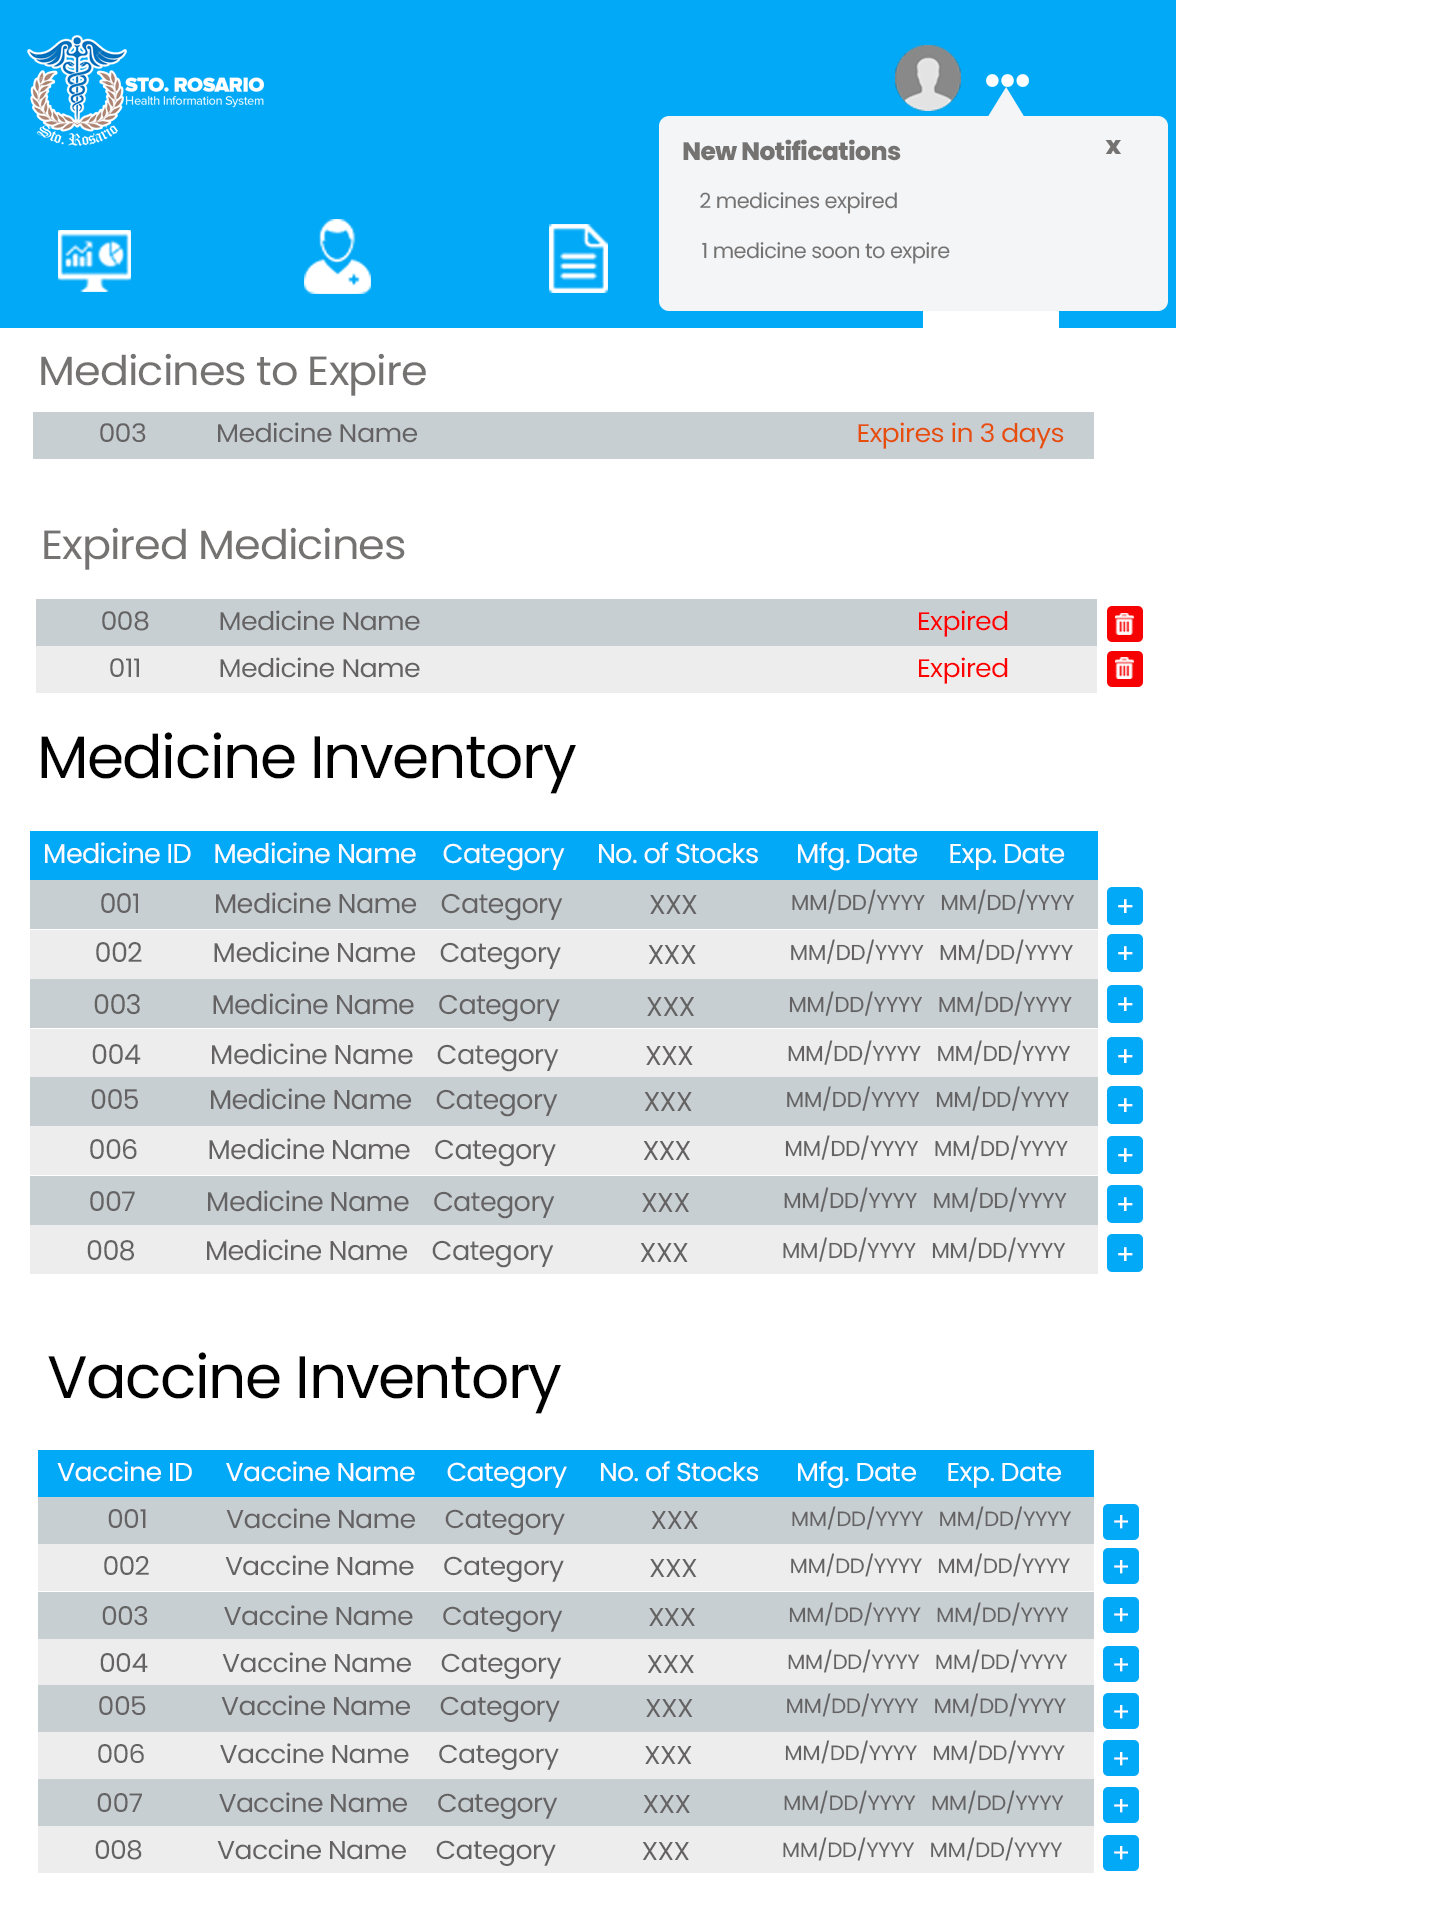 STO. ROSARIO
Health Information System
Sto. Rosario
New Notifications x
2 medicines expired
1 medicine soon to expire
Medicines to Expire
003 Medicine Name Expires in 3 days
Expired Medicines
008 Medicine Name Expired
011 Medicine Name Expired
Medicine Inventory
Medicine ID Medicine Name Category No. of Stocks Mfg. Date Exp. Date
001 Medicine Name Category XXX MM/DD/YYYY MM/DD/YYYY +
002 Medicine Name Category XXX MM/DD/YYYY MM/DD/YYYY +
003 Medicine Name Category XXX MM/DD/YYYY MM/DD/YYYY +
004 Medicine Name Category XXX MM/DD/YYYY MM/DD/YYYY +
005 Medicine Name Category XXX MM/DD/YYYY MM/DD/YYYY +
006 Medicine Name Category XXX MM/DD/YYYY MM/DD/YYYY +
007 Medicine Name Category XXX MM/DD/YYYY MM/DD/YYYY +
008 Medicine Name Category XXX MM/DD/YYYY MM/DD/YYYY +
Vaccine Inventory
Vaccine ID Vaccine Name Category No. of Stocks Mfg. Date Exp. Date
001 Vaccine Name Category XXX MM/DD/YYYY MM/DD/YYYY +
002 Vaccine Name Category XXX MM/DD/YYYY MM/DD/YYYY +
003 Vaccine Name Category XXX MM/DD/YYYY MM/DD/YYYY +
004 Vaccine Name Category XXX MM/DD/YYYY MM/DD/YYYY +
005 Vaccine Name Category XXX MM/DD/YYYY MM/DD/YYYY +
006 Vaccine Name Category XXX MM/DD/YYYY MM/DD/YYYY +
007 Vaccine Name Category XXX MM/DD/YYYY MM/DD/YYYY +
008 Vaccine Name Category XXX MM/DD/YYYY MM/DD/YYYY +